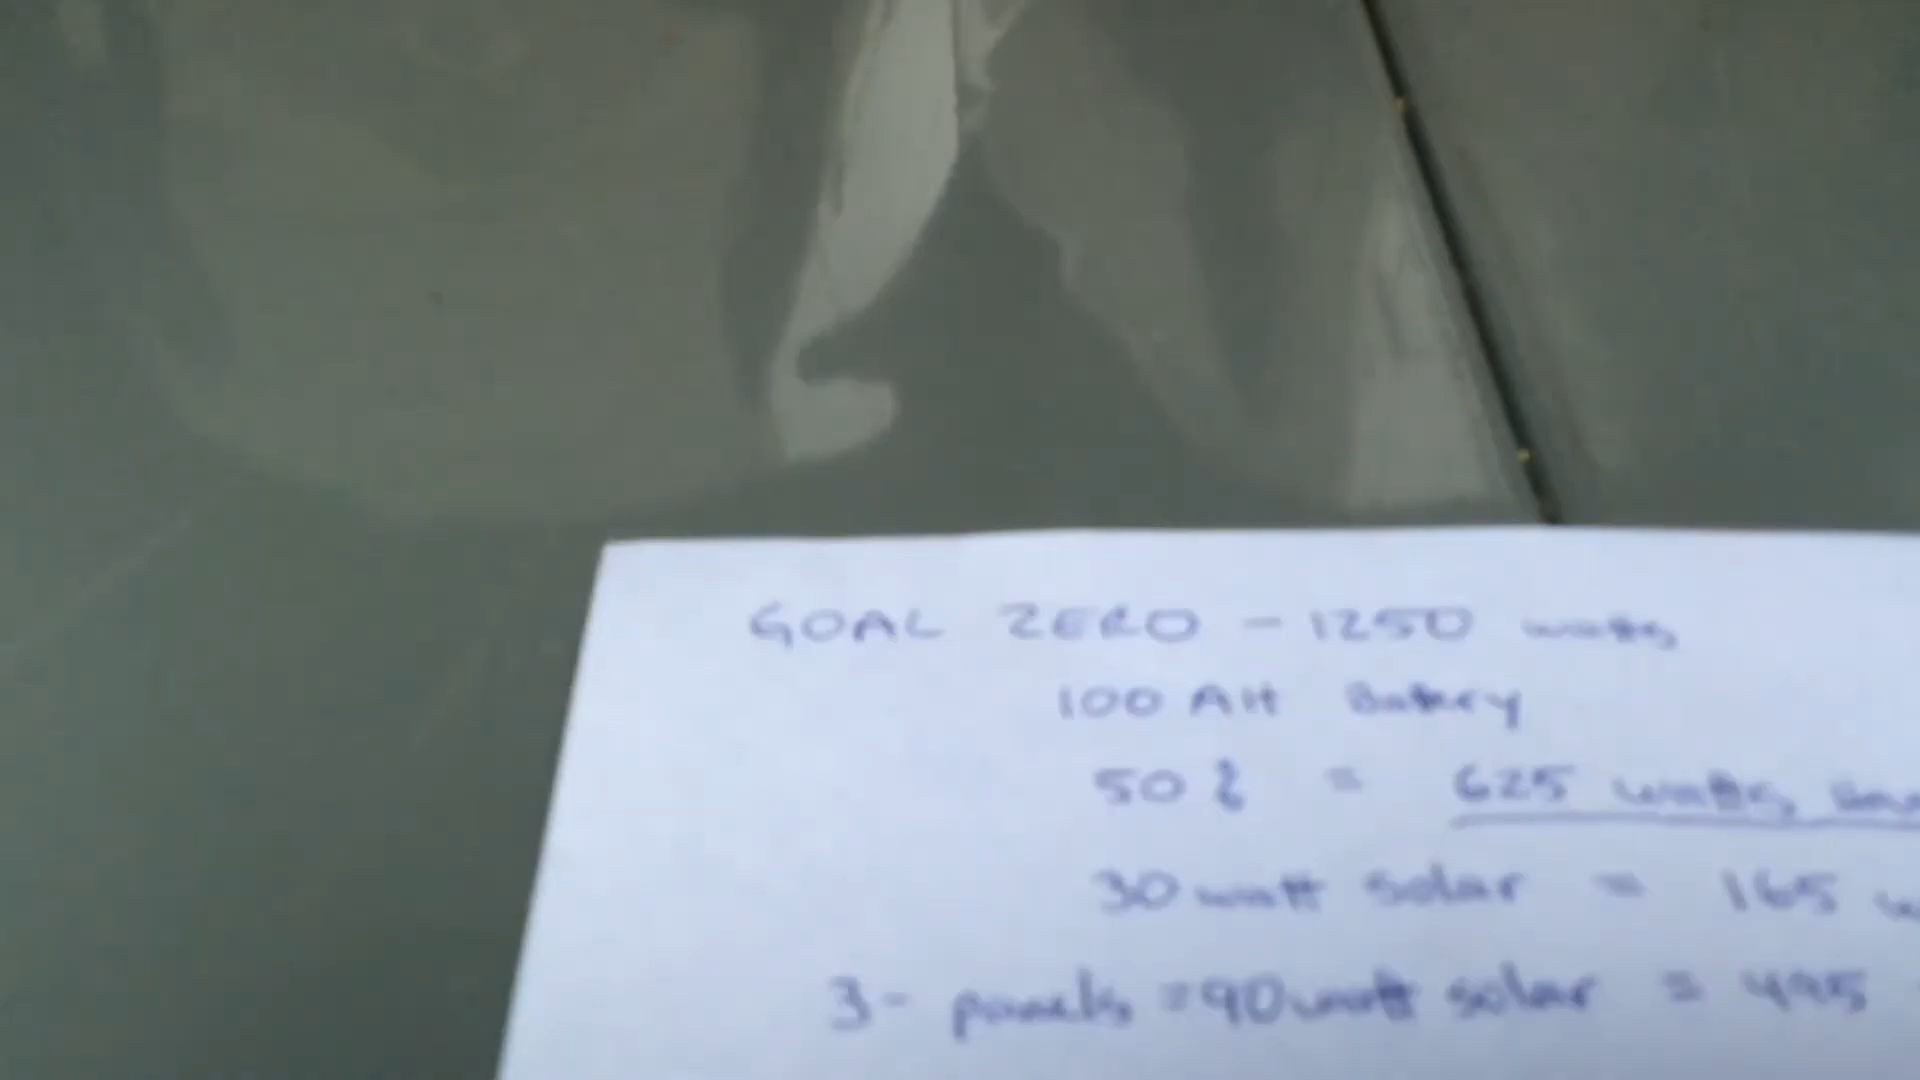 GOAL ZERO - 1250 watts
100 AH Battery
50 % = 625 watts
30 watt solar = 165
3 - panels = 90 watt solar = 495